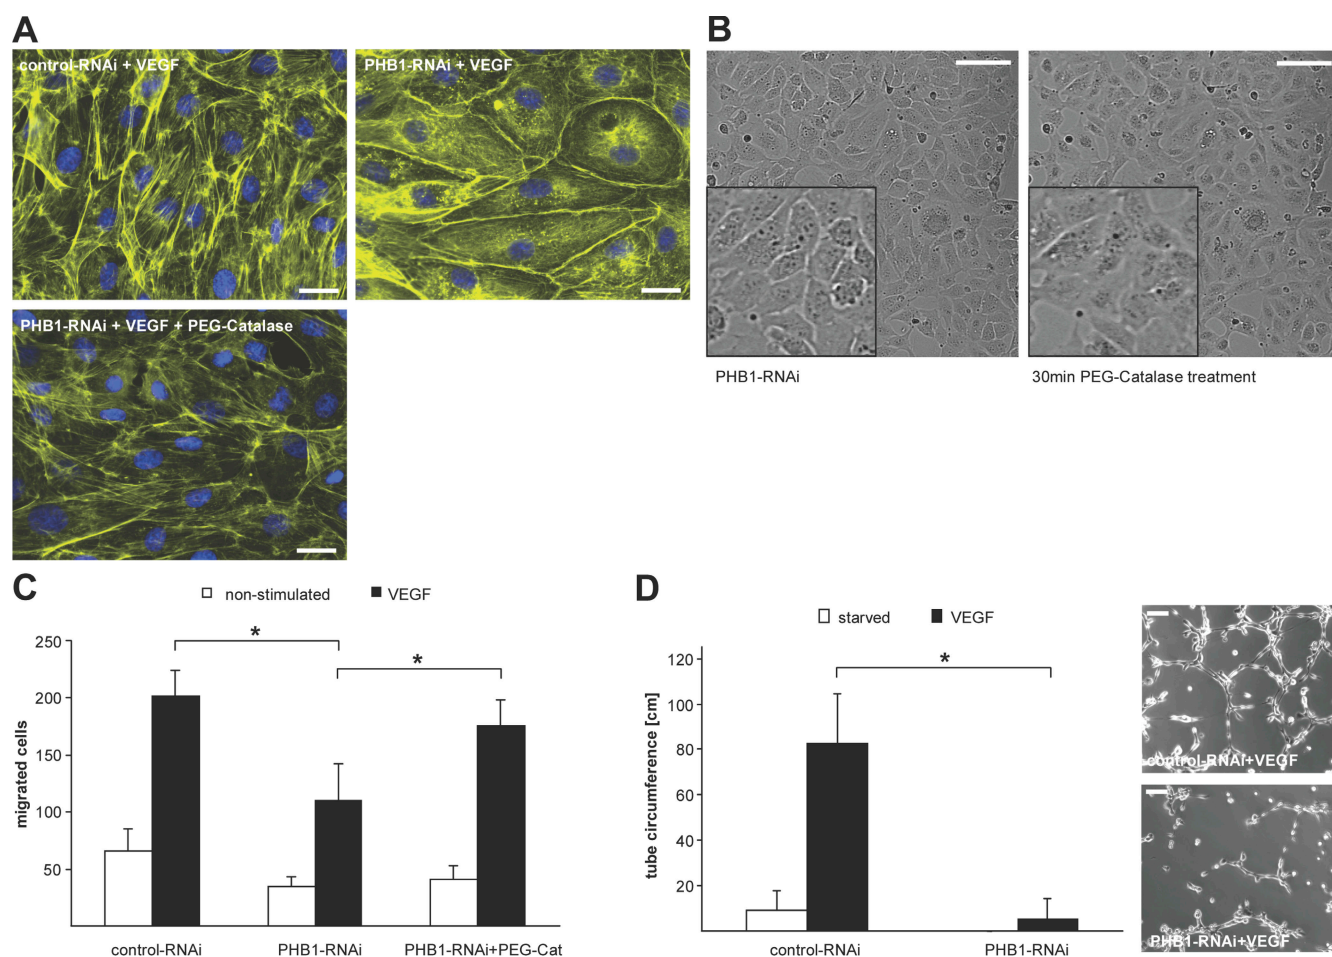 A
control-RNAi + VEGF
PHB1-RNAi + VEGF
PHB1-RNAi + VEGF + PEG-Catalase
B
PHB1-RNAi
30min PEG-Catalase treatment
C
non-stimulated
VEGF
migrated cells
250
200
150
100
50
*
*
control-RNAi
PHB1-RNAi
PHB1-RNAi+PEG-Cat
D
starved
VEGF
tube circumference [cm]
120
100
80
60
40
20
*
control-RNAi
PHB1-RNAi
control-RNAi+VEGF
PHB1-RNAi+VEGF